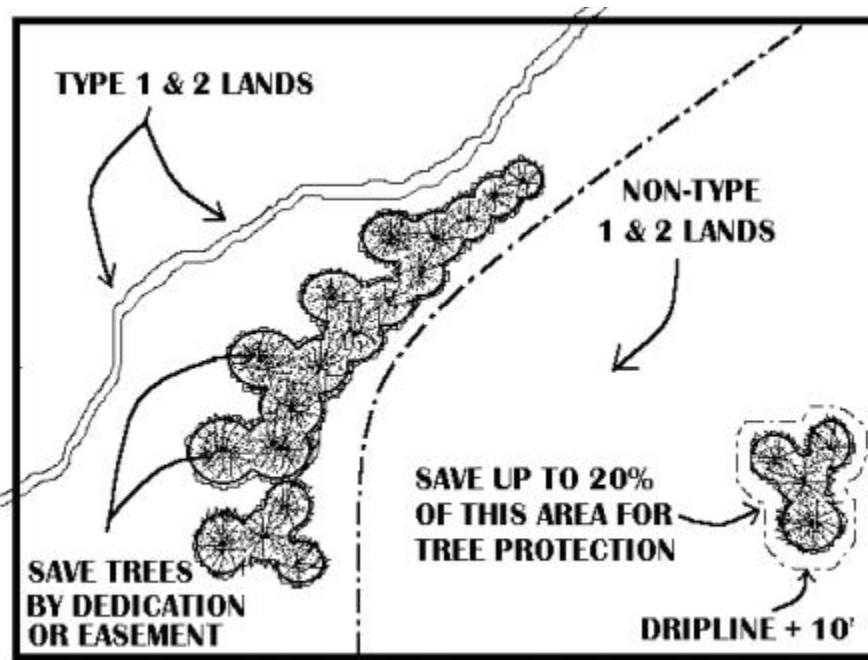 TYPE 1 & 2 LANDS
NON-TYPE
1 & 2 LANDS
SAVE UP TO 20%
OF THIS AREA FOR
TREE PROTECTION
SAVE TREES
BY DEDICATION
OR EASEMENT
DRIPLINE + 10'